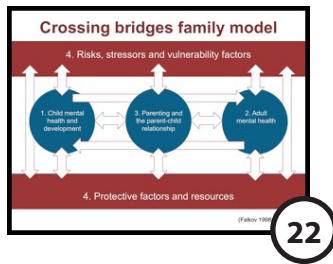 Crossing bridges family model
4. Risks, stressors and vulnerability factors
1. Child mental
health and
development
3. Parenting and
the parent-child
relationship
2. Adult
mental health
4. Protective factors and resources
(Falkov 1998
22